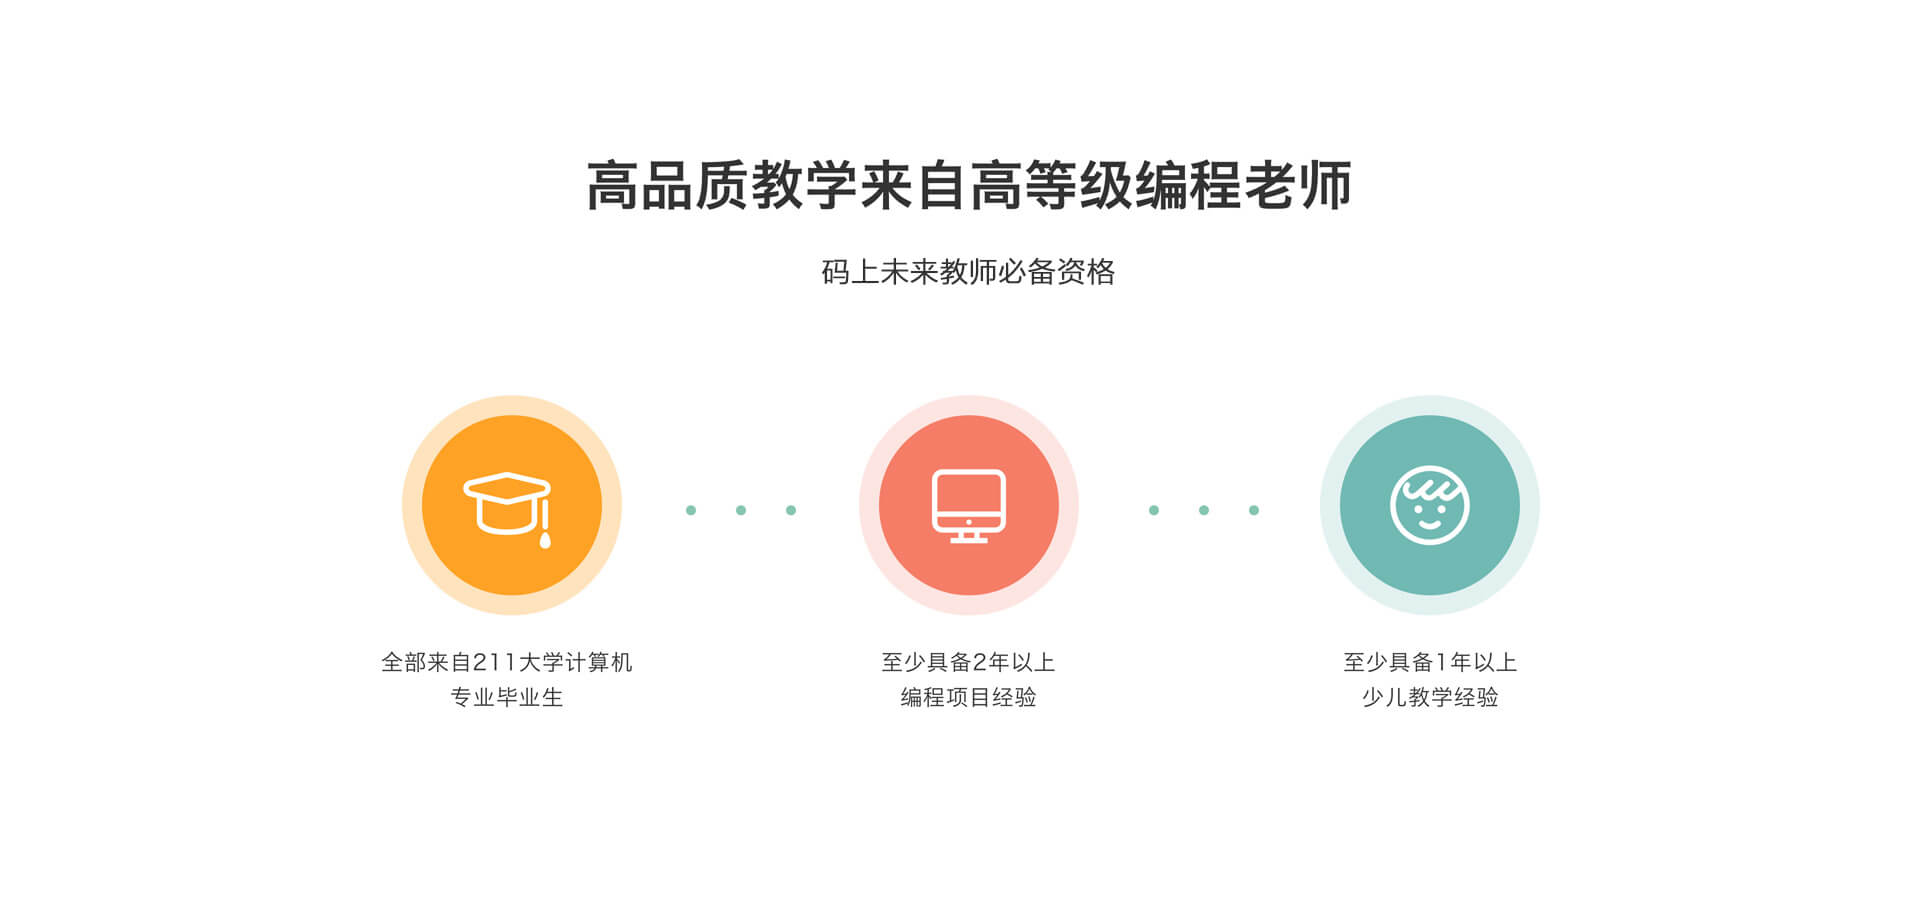 高品质教学来自高等级编程老师
码上未来教师必备资格
全部来自211大学计算机
专业毕业生
至少具备2年以上
编程项目经验
至少具备1年以上
少儿教学经验